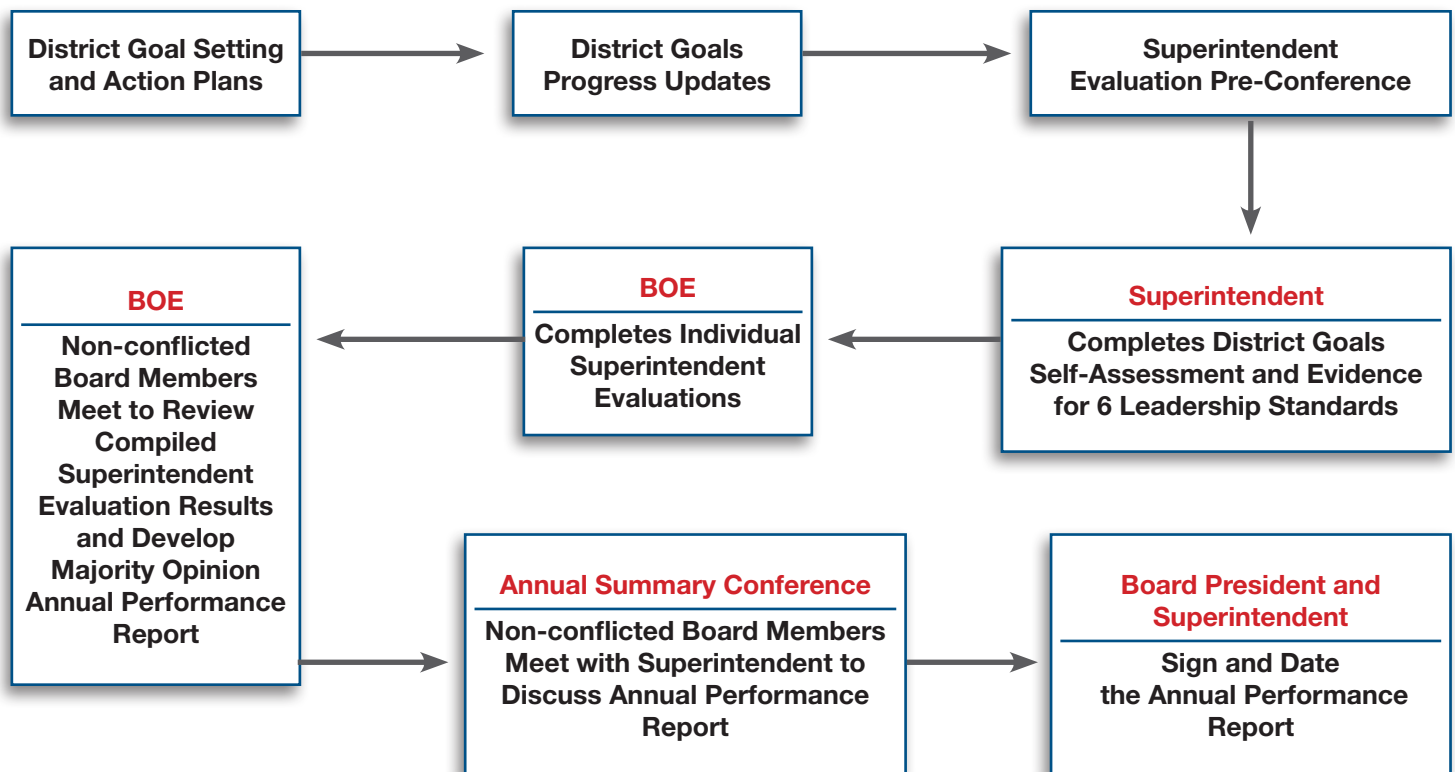 District Goal Setting
and Action Plans
District Goals
Progress Updates
Superintendent
Evaluation Pre-Conference
Superintendent
Completes District Goals
Self-Assessment and Evidence
for 6 Leadership Standards
BOE
Completes Individual
Superintendent
Evaluations
BOE
Non-conflicted
Board Members
Meet to Review
Compiled
Superintendent
Evaluation Results
and Develop
Majority Opinion
Annual Performance
Report
Annual Summary Conference
Non-conflicted Board Members
Meet with Superintendent to
Discuss Annual Performance
Report
Board President and
Superintendent
Sign and Date
the Annual Performance
Report